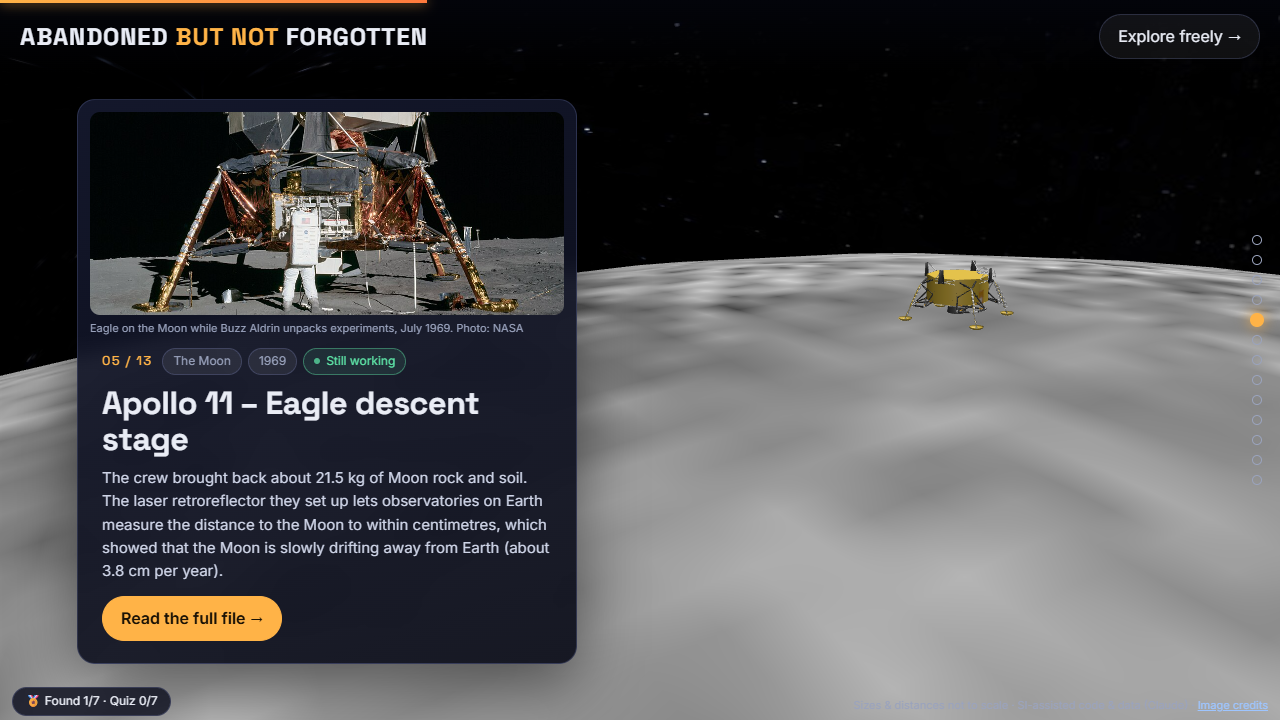 ABANDONED BUT NOT FORGOTTEN
Explore freely →
Eagle on the Moon while Buzz Aldrin unpacks experiments, July 1969. Photo: NASA
05 / 13 The Moon 1969 Still working
Apollo 11 – Eagle descent
stage
The crew brought back about 21.5 kg of Moon rock and soil.
The laser retroreflector they set up lets observatories on Earth
measure the distance to the Moon to within centimetres, which
showed that the Moon is slowly drifting away from Earth (about
3.8 cm per year).
Read the full file →
Found 1/7 · Quiz 0/7
Sizes & distances Image credits